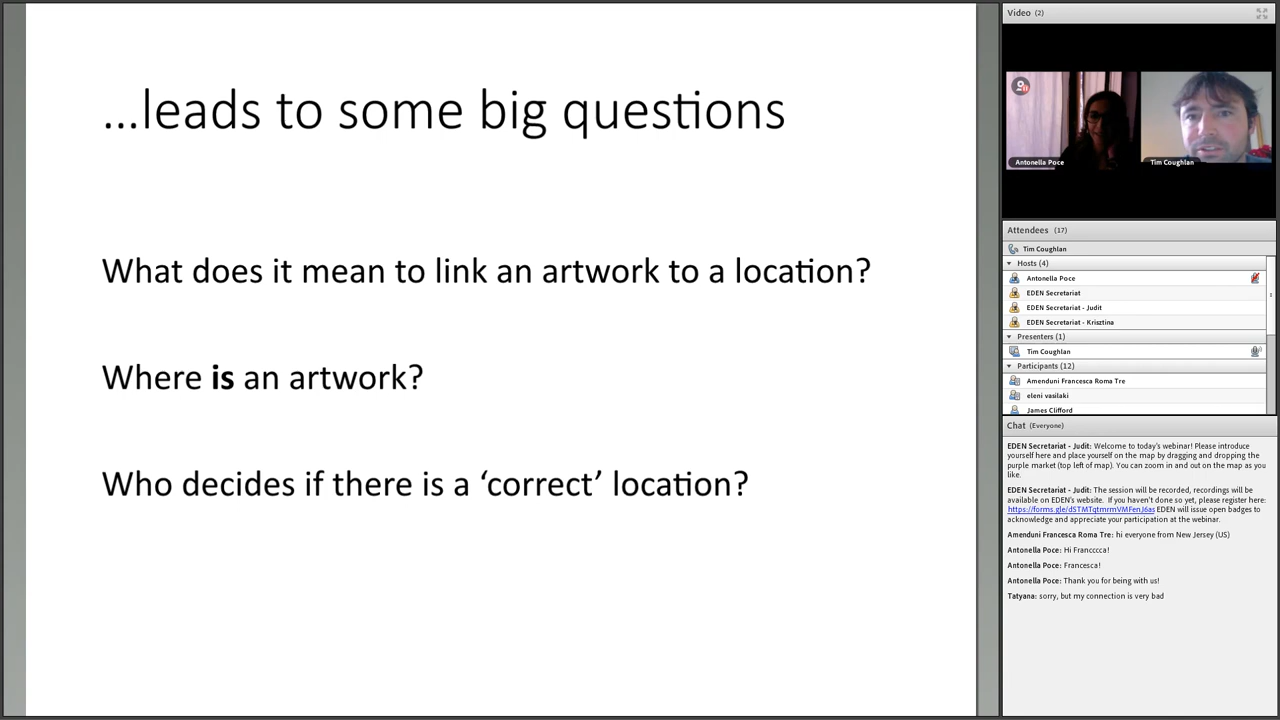 ...leads to some big questions
What does it mean to link an artwork to a location?
Where is an artwork?
Who decides if there is a ‘correct’ location?
Video (2)
Antonella Poce
Tim Coughlan
Attendees (17)
Tim Coughlan
Hosts (4)
Antonella Poce
EDEN Secretariat
EDEN Secretariat - Judit
EDEN Secretariat - Krisztina
Presenters (1)
Tim Coughlan
Participants (12)
Amenduni Francesca Roma Tre
eleni vasilaki
James Clifford
Chat (Everyone)
EDEN Secretariat - Judit: Welcome to today's webinar! Please introduce
yourself here and place yourself on the map by dragging and dropping the
purple market (top left of map). You can zoom in and out on the map as you
like.
EDEN Secretariat - Judit: The session will be recorded, recordings will be
available on EDEN's website. If you haven't done so yet, please register here:
https://forms.gle/dSTMTqtmrmVMFenJ6as EDEN will issue open badges to
acknowledge and appreciate your participation at the webinar.
Amenduni Francesca Roma Tre: hi everyone from New Jersey (US)
Antonella Poce: Hi Francccca!
Antonella Poce: Francesca!
Antonella Poce: Thank you for being with us!
Tatyana: sorry, but my connection is very bad